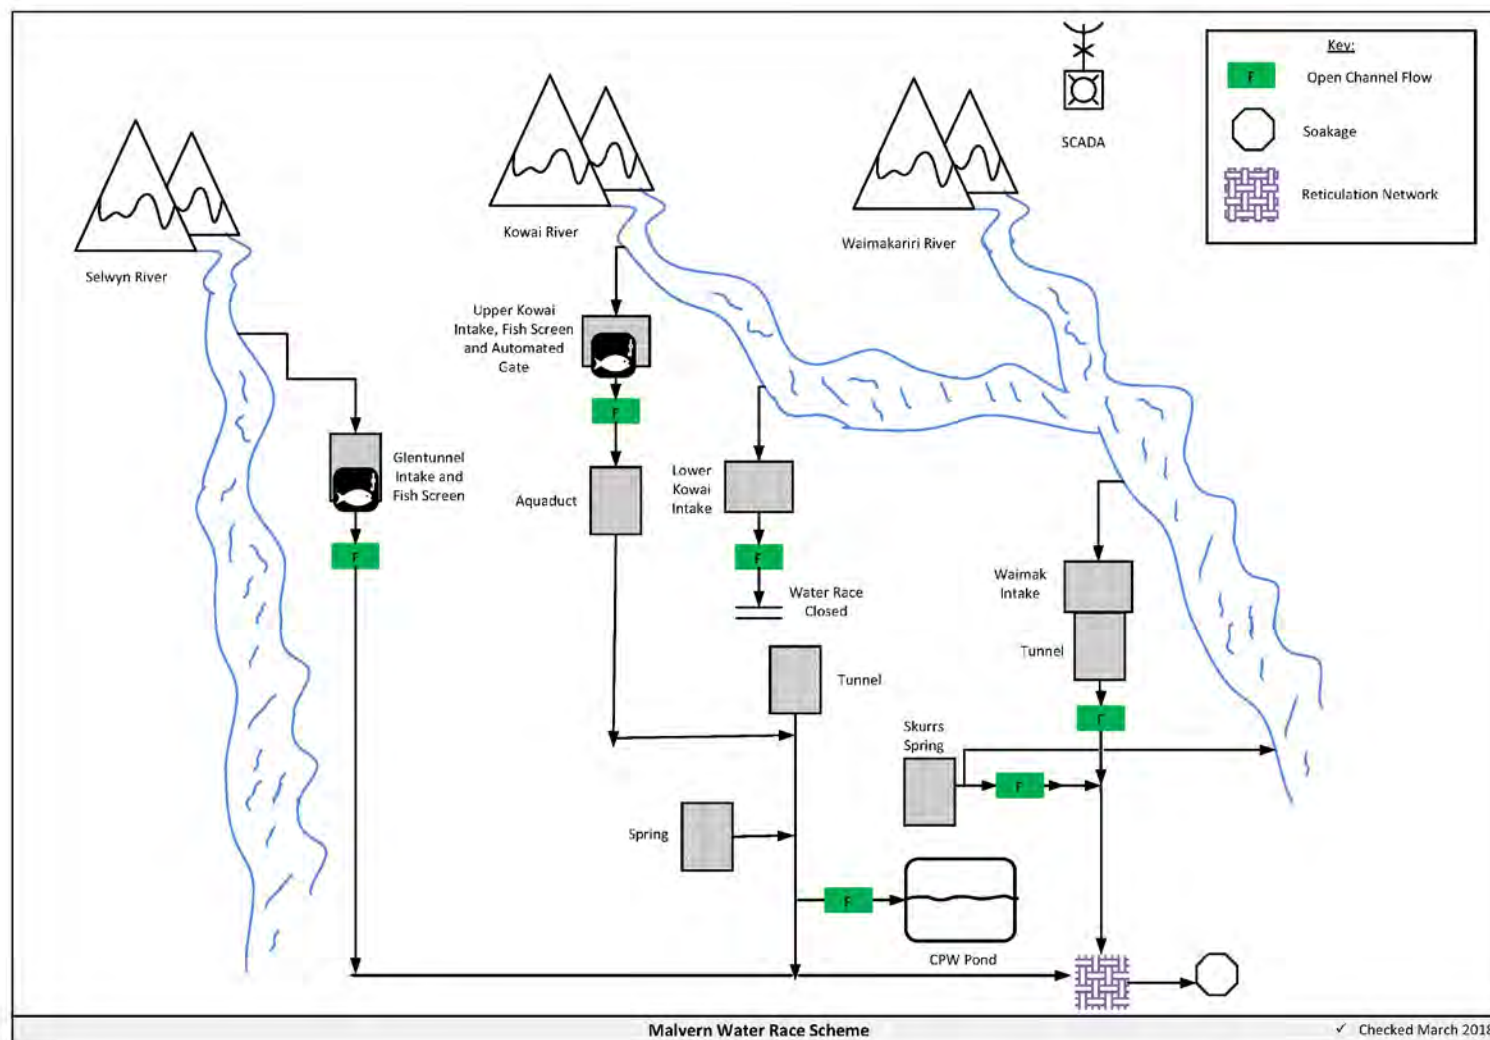 Key:
F
Open Channel Flow
Soakage
Reticulation Network
SCADA
Selwyn River
Kowai River
Waimakariri River
Upper Kowai
Intake, Fish Screen
and Automated
Gate
F
Glentunnel
Intake and
Fish Screen
F
Aquaduct
Lower
Kowai
Intake
F
Water Race
Closed
Waimak
Intake
Tunnel
F
Tunnel
Skurrs
Spring
F
Spring
F
CPW Pond
Malvern Water Race Scheme
✓ Checked March 2018